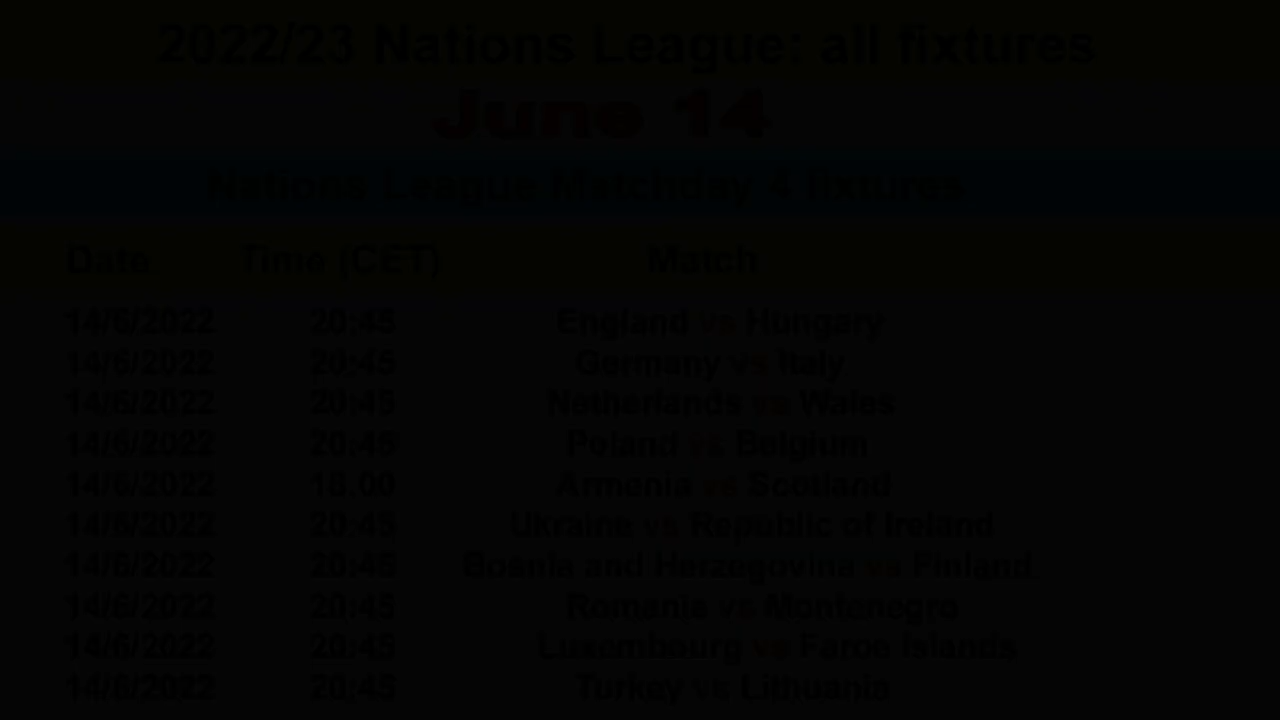 2022/23 Nations League: all fixtures
June 14
Nations League Matchday 4 fixtures
Date Time (CET) Match
14/6/2022 20:45 England vs Hungary
14/6/2022 20:45 Germany vs Italy
14/6/2022 20:45 Netherlands vs Wales
14/6/2022 20:45 Poland vs Belgium
14/6/2022 18:00 Armenia vs Scotland
14/6/2022 20:45 Ukraine vs Republic of Ireland
14/6/2022 20:45 Bosnia and Herzegovina vs Finland
14/6/2022 20:45 Romania vs Montenegro
14/6/2022 20:45 Luxembourg vs Faroe Islands
14/6/2022 20:45 Turkey vs Lithuania